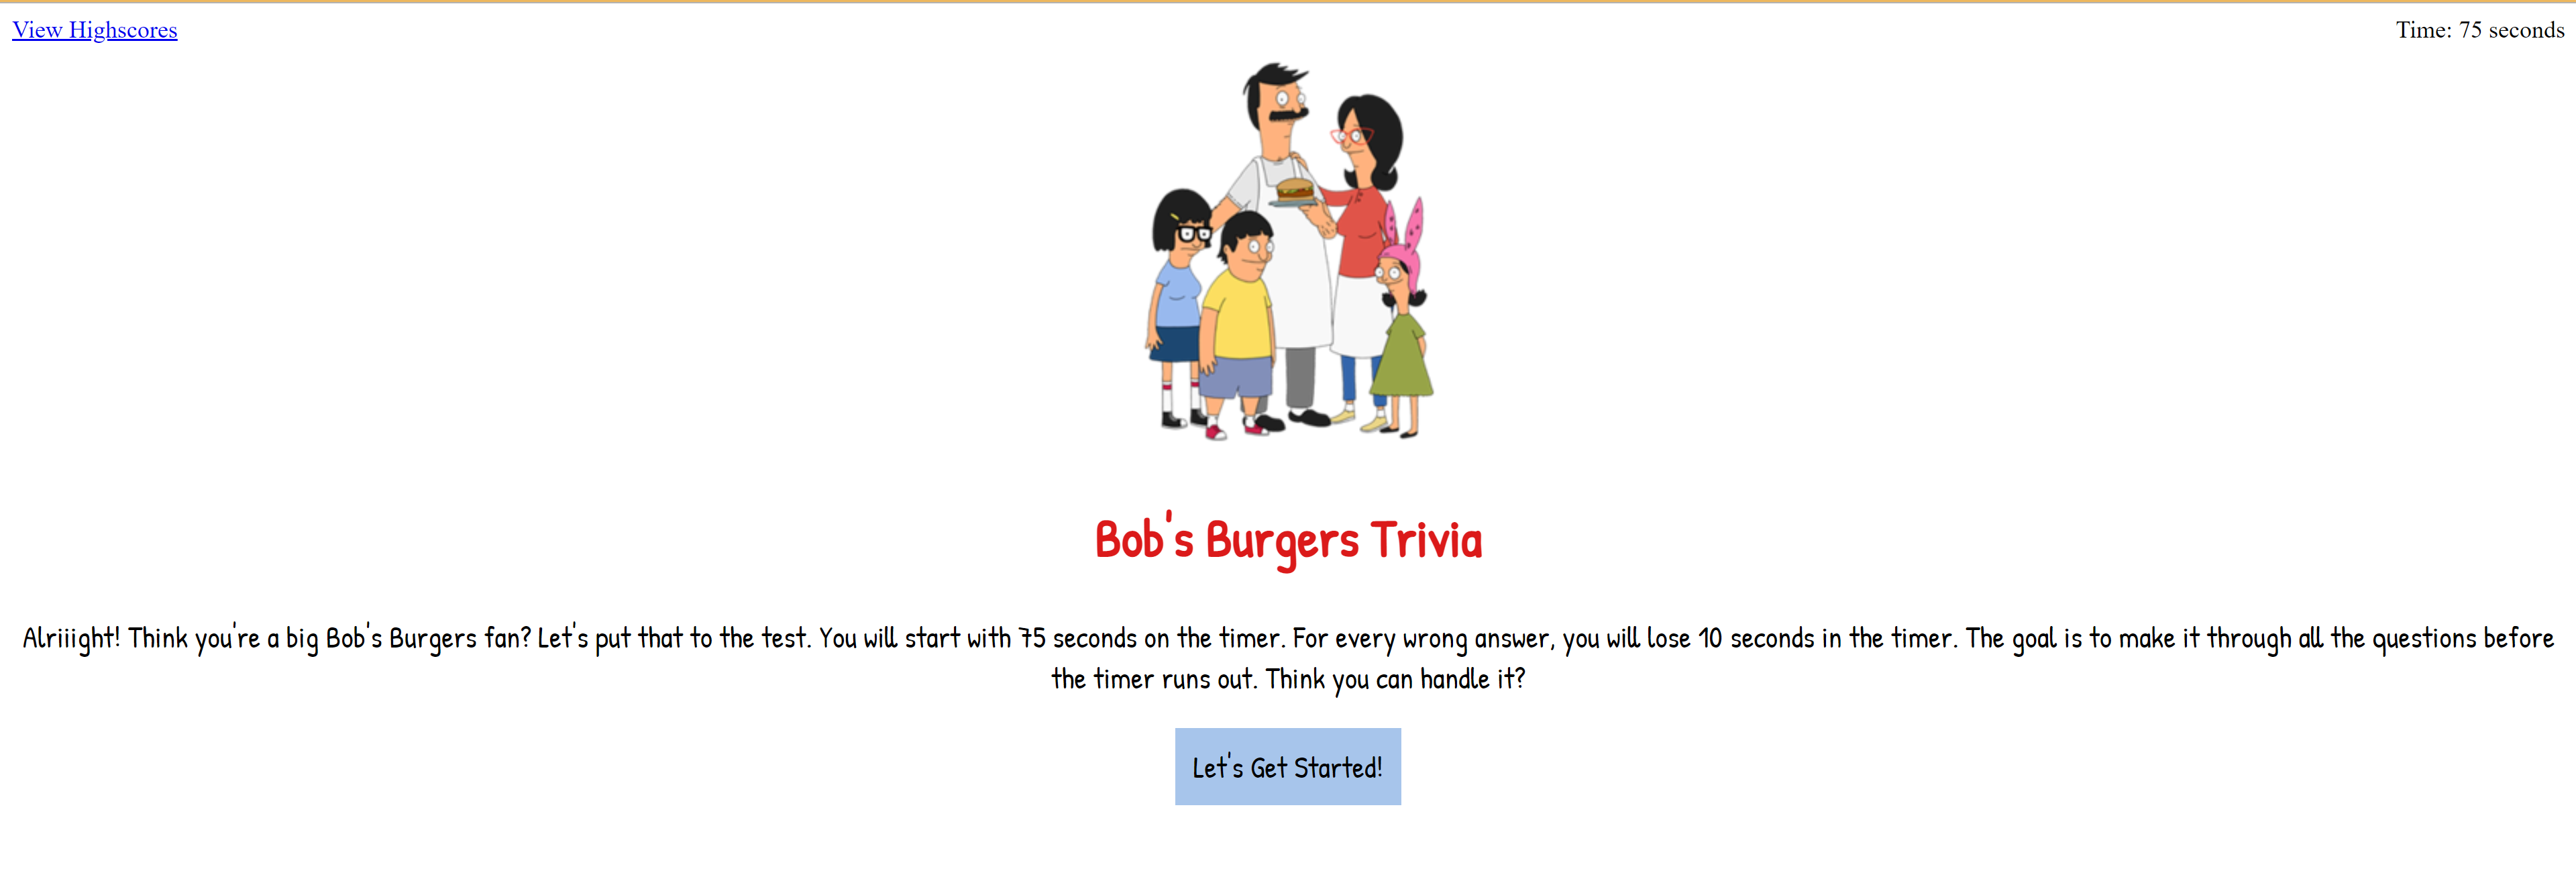 View Highscores
Time: 75 seconds
Bob's Burgers Trivia
Alriiight! Think you're a big Bob's Burgers fan? Let's put that to the test. You will start with 75 seconds on the timer. For every wrong answer, you will lose 10 seconds in the timer. The goal is to make it through all the questions before
the timer runs out. Think you can handle it?
Let's Get Started!